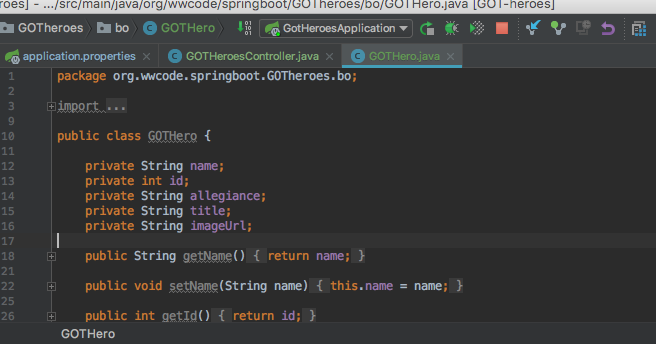 roes] - .../src/main/java/org/wwcode/springboot/GOTheroes/bo/GOTHero.java [GOT-heroes]
GOTheroes bo GOTHero GotHeroesApplication
application.properties × GOTHeroesController.java × GOTHero.java ×
1 package org.wwcode.springboot.GOTheroes.bo;
2
3 import ...
9
10 public class GOTHero {
11
12 private String name;
13 private int id;
14 private String allegiance;
15 private String title;
16 private String imageUrl;
17
18 public String getName() { return name; }
21
22 public void setName(String name) { this.name = name; }
25
26 public int getId() { return id; }
GOTHero